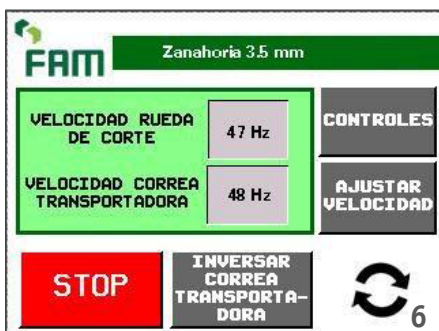 FAM
Zanahoria 3.5 mm
VELOCIDAD RUEDA
DE CORTE
47 Hz
CONTROLES
VELOCIDAD CORREA
TRANSPORTADORA
48 Hz
AJUSTAR
VELOCIDAD
STOP
INVERSAR
CORREA
TRANSPORTA-
DORA
6